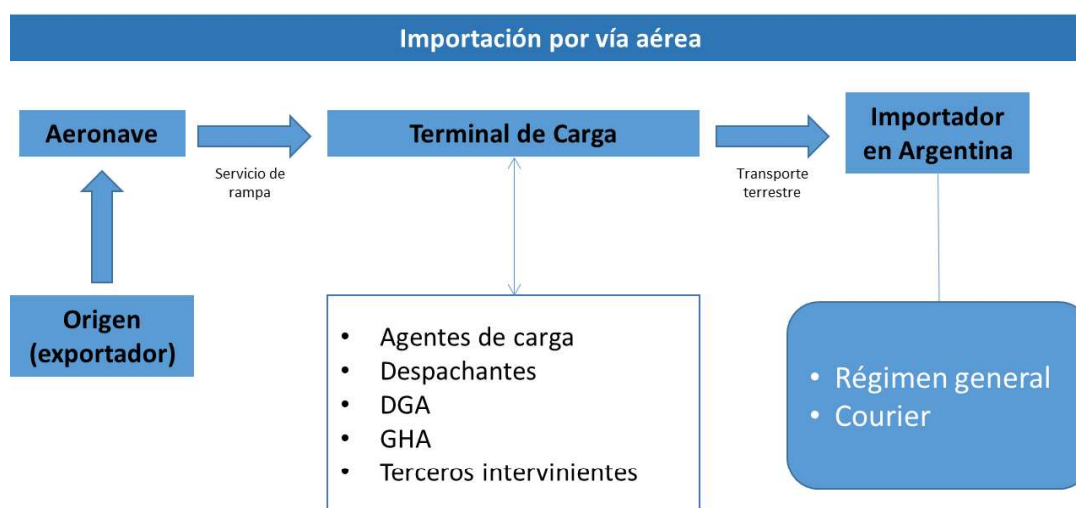 Importación por vía aérea
Aeronave
Servicio de
rampa
Terminal de Carga
Transporte
terrestre
Importador
en Argentina
Origen
(exportador)
• Agentes de carga
• Despachantes
• DGA
• GHA
• Terceros intervinientes
• Régimen general
• Courier